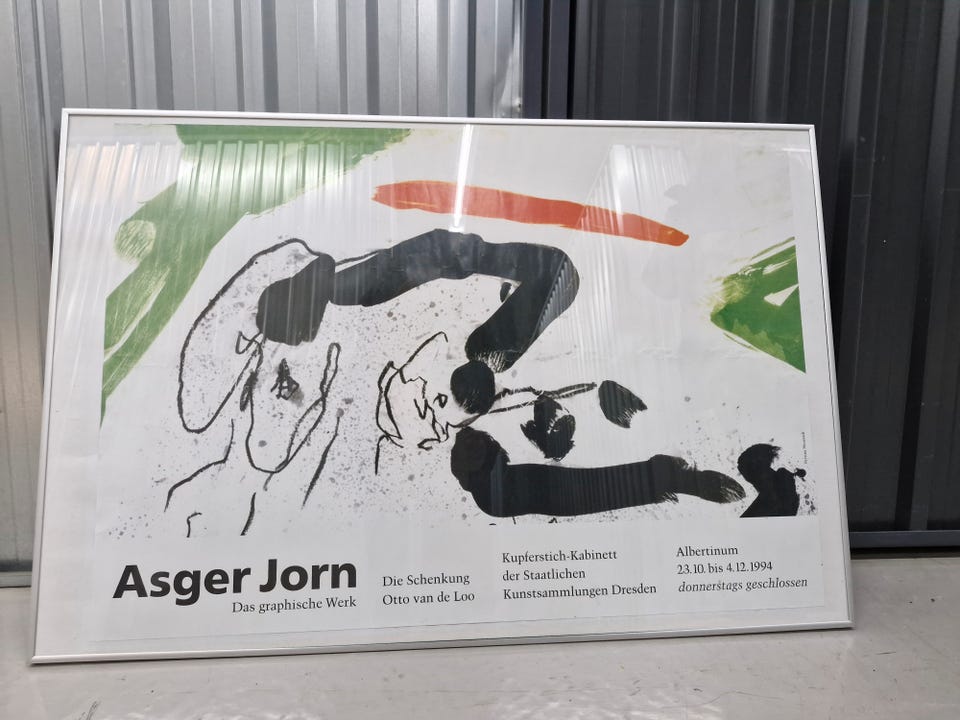 Asger Jorn
Das graphische Werk
Die Schenkung
Otto van de Loo
Kupferstich-Kabinett
der Staatlichen
Kunstsammlungen Dresden
Albertinum
23.10. bis 4.12.1994
donnerstags geschlossen